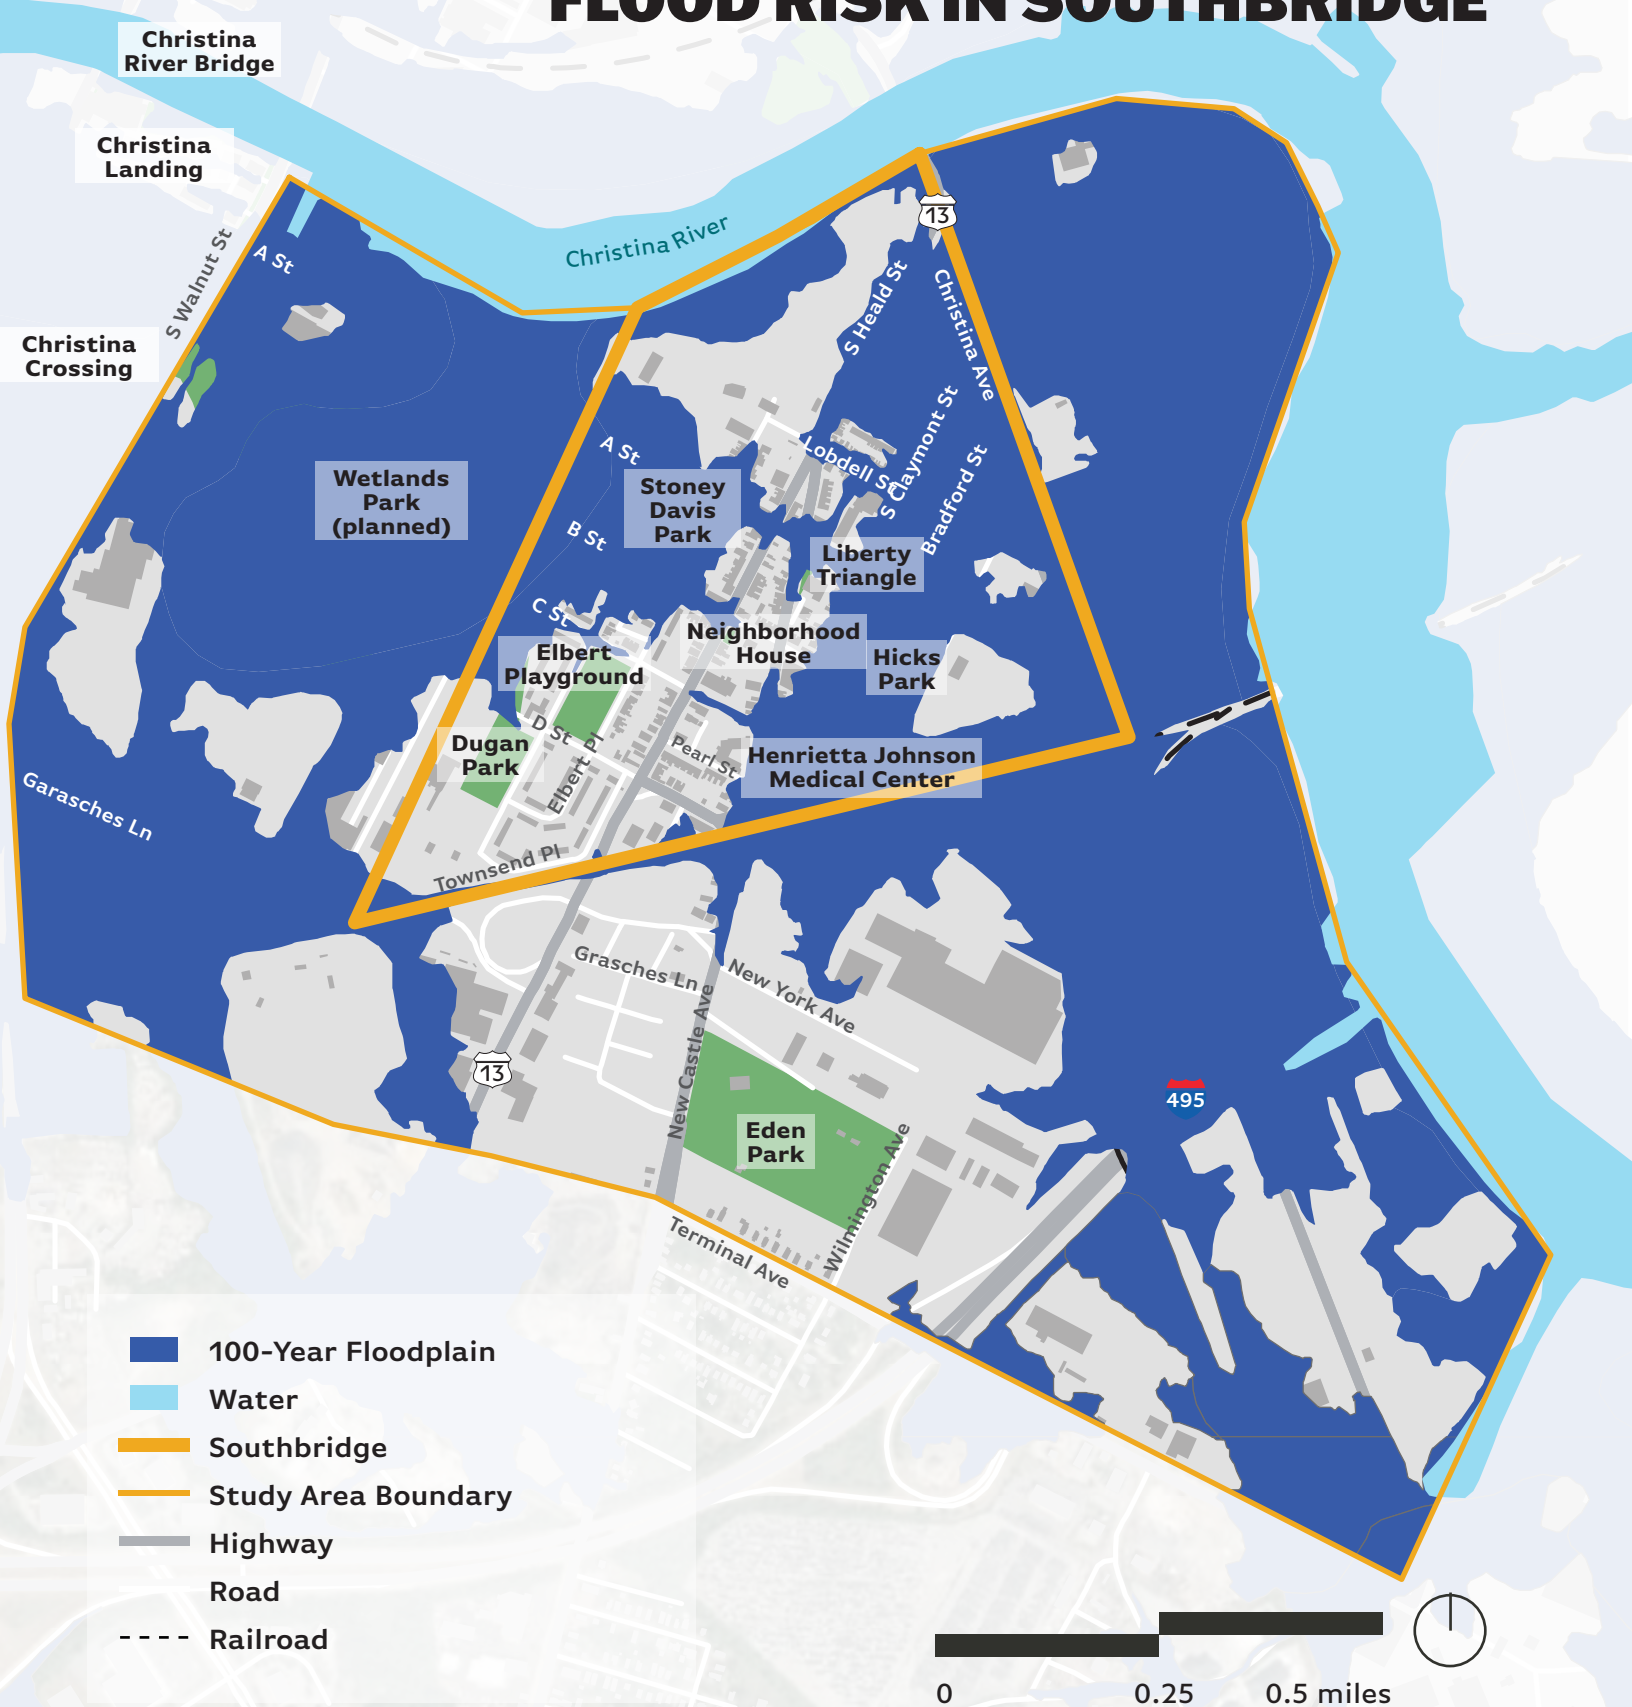 FLOOD RISK IN SOUTHBRIDGE
Christina
River Bridge
Christina
Landing
Christina River
13
S Walnut St
A St
S Heald St
Christina Ave
Christina
Crossing
Wetlands
Park
(planned)
A St
Lobdell St
S Claymont St
Bradford St
Stoney
Davis
Park
B St
Liberty
Triangle
C St
Neighborhood
House
Elbert
Playground
Hicks
Park
D St
Dugan
Park
Elbert Pl
Pearl St
Henrietta Johnson
Medical Center
Garasches Ln
Townsend Pl
Grasches Ln
New York Ave
New Castle Ave
13
495
Eden
Park
Wilmington Ave
Terminal Ave
100-Year Floodplain
Water
Southbridge
Study Area Boundary
Highway
Road
Railroad
0
0.25
0.5 miles